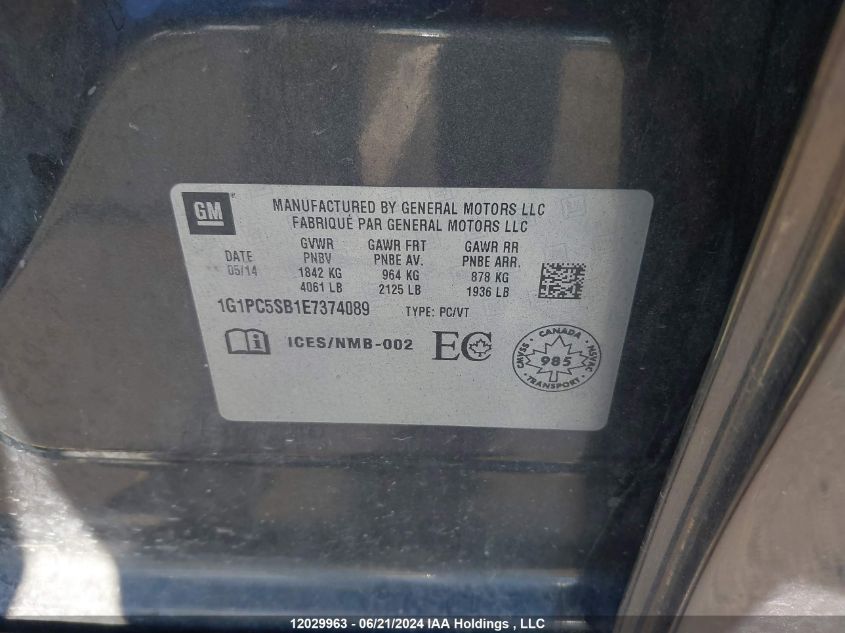 GM
MANUFACTURED BY GENERAL MOTORS LLC
FABRIQUÉ PAR GENERAL MOTORS LLC
DATE GVWR GAWR FRT GAWR RR
05/14 PNBV PNBE AV. PNBE ARR.
1842 KG 964 KG 878 KG
4061 LB 2125 LB 1936 LB
1G1PC5SB1E7374089 TYPE: PC/VT
ICES/NMB-002 EC
CANADA
CMVSS 985 NSVAC
TRANSPORT
12029963 - 06/21/2024 IAA Holdings , LLC